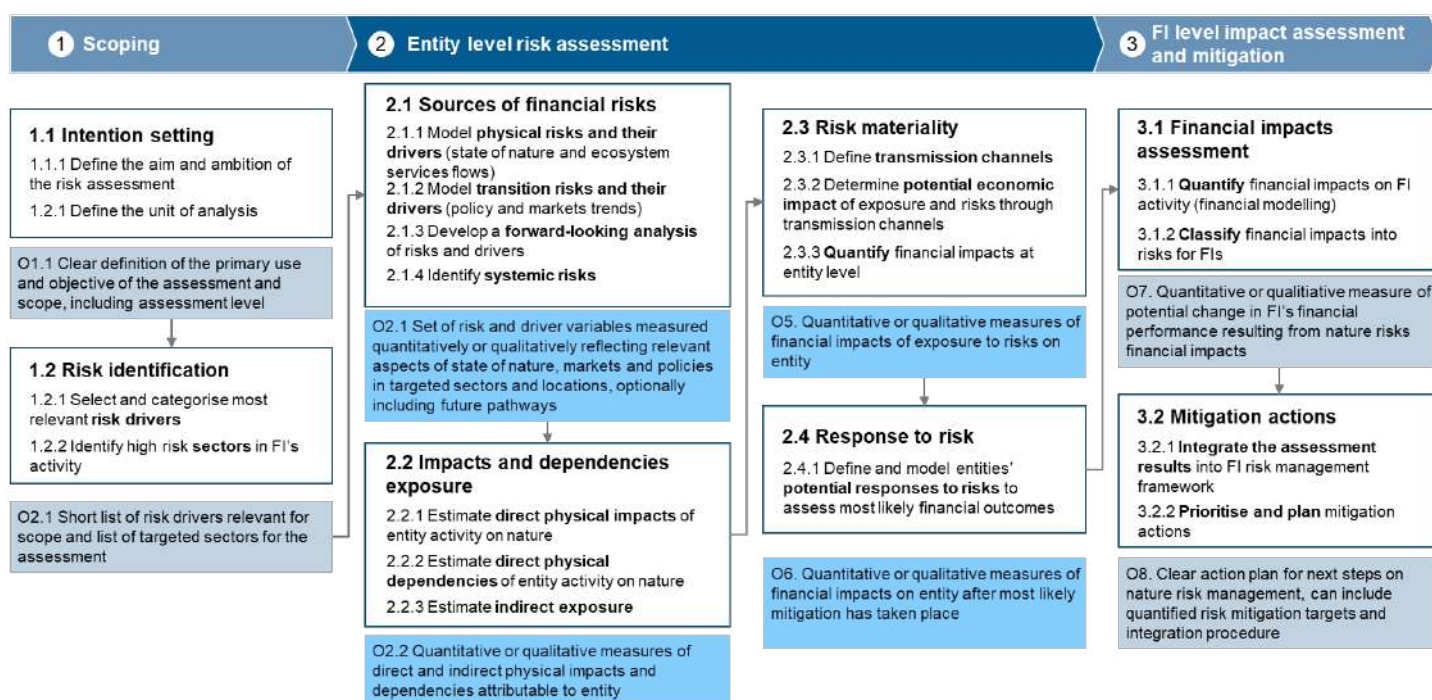 1 Scoping
2 Entity level risk assessment
3 FI level impact assessment
and mitigation
1.1 Intention setting
1.1.1 Define the aim and ambition of
the risk assessment
1.2.1 Define the unit of analysis
O1.1 Clear definition of the primary use
and objective of the assessment and
scope, including assessment level
1.2 Risk identification
1.2.1 Select and categorise most
relevant risk drivers
1.2.2 Identify high risk sectors in FI's
activity
O2.1 Short list of risk drivers relevant for
scope and list of targeted sectors for the
assessment
2.1 Sources of financial risks
2.1.1 Model physical risks and their
drivers (state of nature and ecosystem
services flows)
2.1.2 Model transition risks and their
drivers (policy and markets trends)
2.1.3 Develop a forward-looking analysis
of risks and drivers
2.1.4 Identify systemic risks
O2.1 Set of risk and driver variables measured
quantitatively or qualitatively reflecting relevant
aspects of state of nature, markets and policies
in targeted sectors and locations, optionally
including future pathways
2.2 Impacts and dependencies
exposure
2.2.1 Estimate direct physical impacts of
entity activity on nature
2.2.2 Estimate direct physical
dependencies of entity activity on nature
2.2.3 Estimate indirect exposure
O2.2 Quantitative or qualitative measures of
direct and indirect physical impacts and
dependencies attributable to entity
2.3 Risk materiality
2.3.1 Define transmission channels
2.3.2 Determine potential economic
impact of exposure and risks through
transmission channels
2.3.3 Quantify financial impacts at
entity level
O5. Quantitative or qualitative measures of
financial impacts of exposure to risks on
entity
2.4 Response to risk
2.4.1 Define and model entities'
potential responses to risks to
assess most likely financial outcomes
O6. Quantitative or qualitative measures of
financial impacts on entity after most likely
mitigation has taken place
3.1 Financial impacts
assessment
3.1.1 Quantify financial impacts on FI
activity (financial modelling)
3.1.2 Classify financial impacts into
risks for FIs
O7. Quantitative or qualitiative measure of
potential change in FI's financial
performance resulting from nature risks
financial impacts
3.2 Mitigation actions
3.2.1 Integrate the assessment
results into FI risk management
framework
3.2.2 Prioritise and plan mitigation
actions
O8. Clear action plan for next steps on
nature risk management, can include
quantified risk mitigation targets and
integration procedure